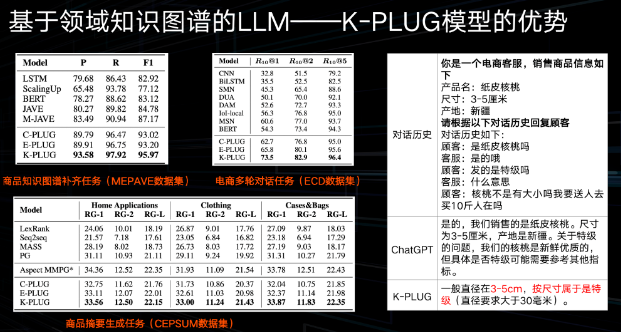 基于领域知识图谱的LLM——K-PLUG模型的优势
Model P R F1
LSTM 79.68 86.43 82.92
ScalingUp 65.48 93.78 77.12
BERT 78.27 88.62 83.12
JAVE 80.27 89.82 84.78
M-JAVE 83.49 90.94 87.17
C-PLUG 89.79 96.47 93.02
E-PLUG 89.91 96.75 93.20
K-PLUG 93.58 97.92 95.97
商品知识图谱补齐任务（MEPAVE数据集）
Model R10@1 R10@2 R10@5
CNN 32.8 51.5 79.2
BiLSTM 35.5 52.5 82.5
SMN 45.3 65.4 88.6
DUA 50.1 70.0 92.1
DAM 52.6 72.7 93.3
IoI-local 56.3 76.8 95.0
MSN 60.6 77.0 93.7
BERT 54.3 73.4 94.3
C-PLUG 62.7 76.8 95.0
E-PLUG 65.8 80.1 95.6
K-PLUG 73.5 82.9 96.4
电商多轮对话任务（ECD数据集）
Model Home Applications Clothing Cases&Bags
RG-1 RG-2 RG-L RG-1 RG-2 RG-L RG-1 RG-2 RG-L
LexRank 24.06 10.01 18.19 26.87 9.01 17.76 27.09 9.87 18.03
Seq2seq 21.57 7.18 17.61 23.05 6.84 16.82 23.18 6.94 17.29
MASS 28.19 8.02 18.73 26.73 8.03 17.72 27.19 9.03 18.17
PG 31.11 10.93 21.11 29.11 9.24 19.92 31.31 10.27 21.79
Aspect MMPG* 34.36 12.52 22.35 31.93 11.09 21.54 33.78 12.51 22.43
C-PLUG 32.75 11.62 21.76 31.73 10.86 20.37 32.04 10.75 21.85
E-PLUG 33.11 12.07 22.01 32.61 11.03 20.98 32.37 11.14 21.98
K-PLUG 33.56 12.50 22.15 33.00 11.24 21.43 33.87 11.83 22.35
商品摘要生成任务（CEPSUM数据集）
对话历史
你是一个电商客服，销售商品信息如
下
产品名：纸皮核桃
尺寸：3-5厘米
产地：新疆
请根据以下对话历史回复顾客
对话历史如下：
顾客：是纸皮核桃吗
客服：是的哦
顾客：发的是特级吗
客服：什么意思
顾客：核桃不是有大小吗我要送人去
买10斤人在吗
ChatGPT
是的，我们销售的是纸皮核桃。尺寸
为3-5厘米，产地是新疆。关于特级
的问题，我们的核桃是新鲜优质的，
但具体是否特级可能需要参考其他指
标。
K-PLUG
一般直径在3-5cm，按尺寸属于是特
级（直径要求大于30毫米）。